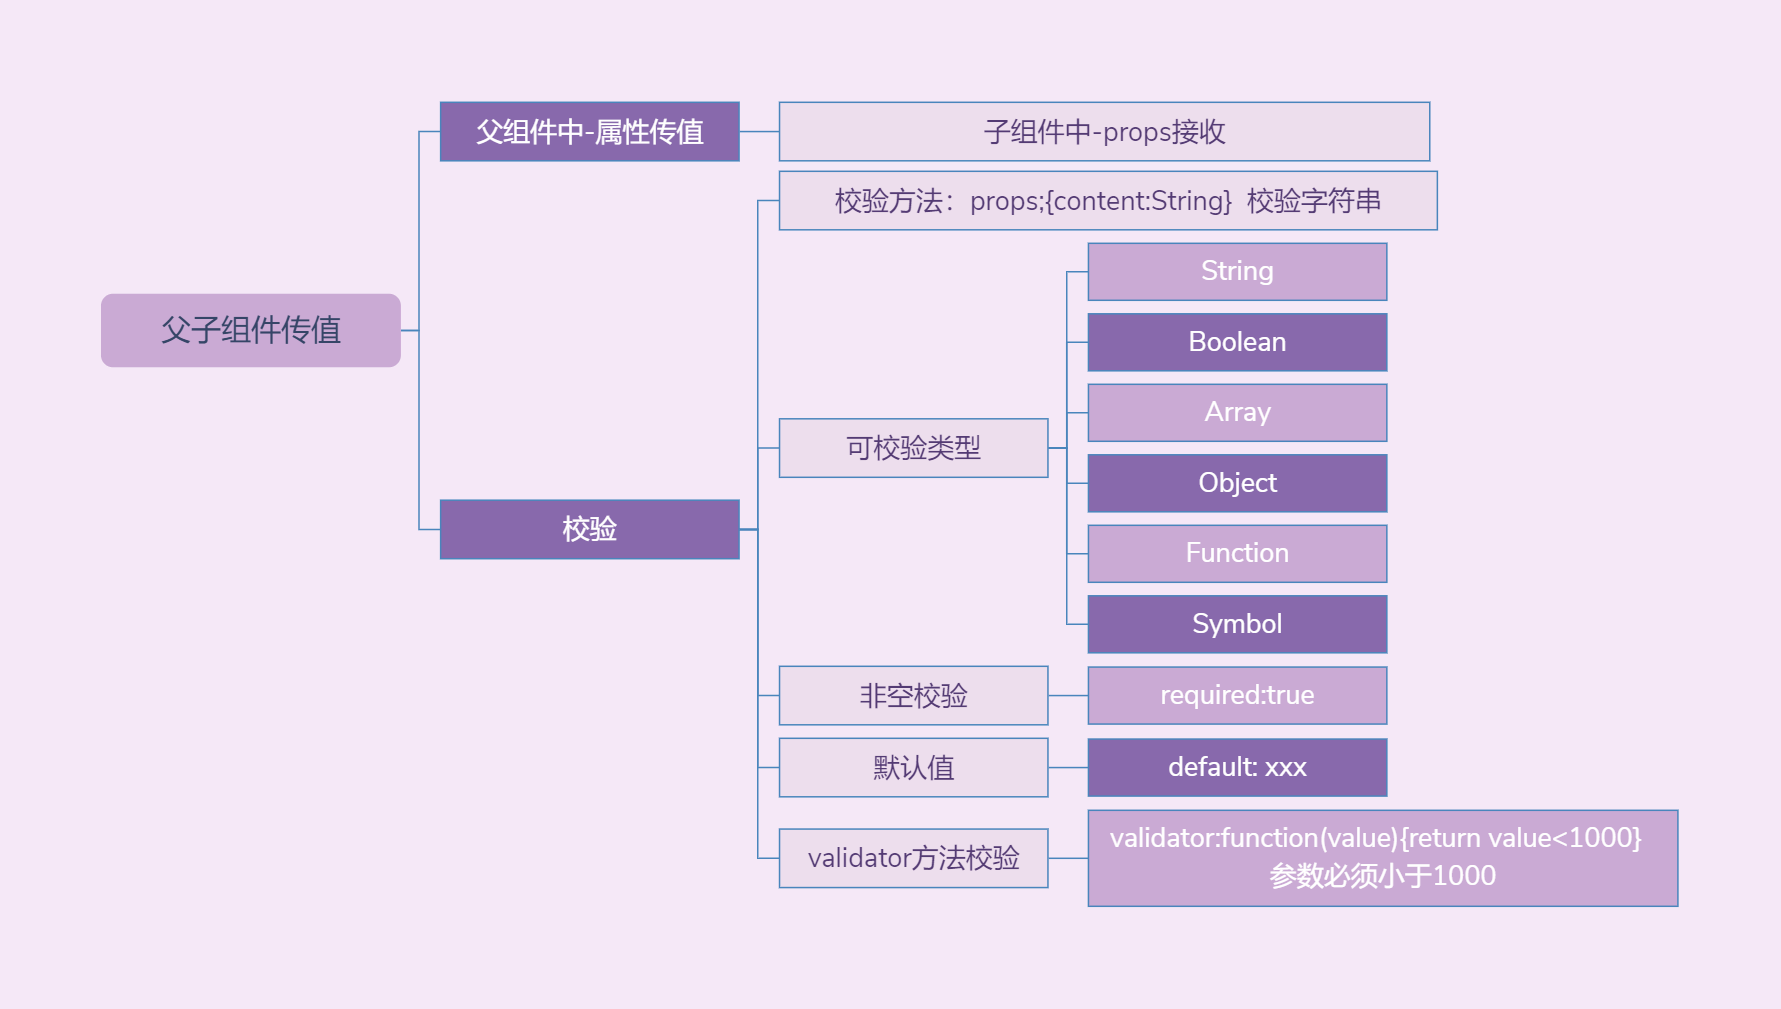 父子组件传值
父组件中-属性传值
子组件中-props接收
校验
校验方法：props;{content:String} 校验字符串
可校验类型
String
Boolean
Array
Object
Function
Symbol
非空校验
required:true
默认值
default: xxx
validator方法校验
validator:function(value){return value<1000}
参数必须小于1000